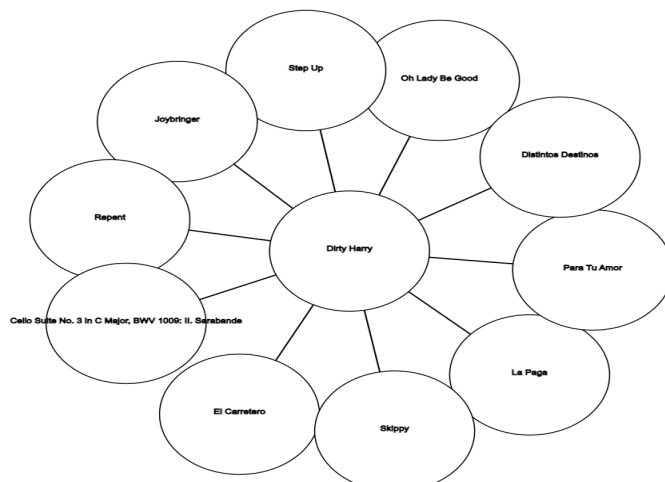 Step Up
Oh Lady Be Good
Joybringer
Distintos Destinos
Repent
Dirty Harry
Para Tu Amor
Cello Suite No. 3 in C Major, BWV 1009: II. Sarabande
La Paga
El Carretero
Skippy